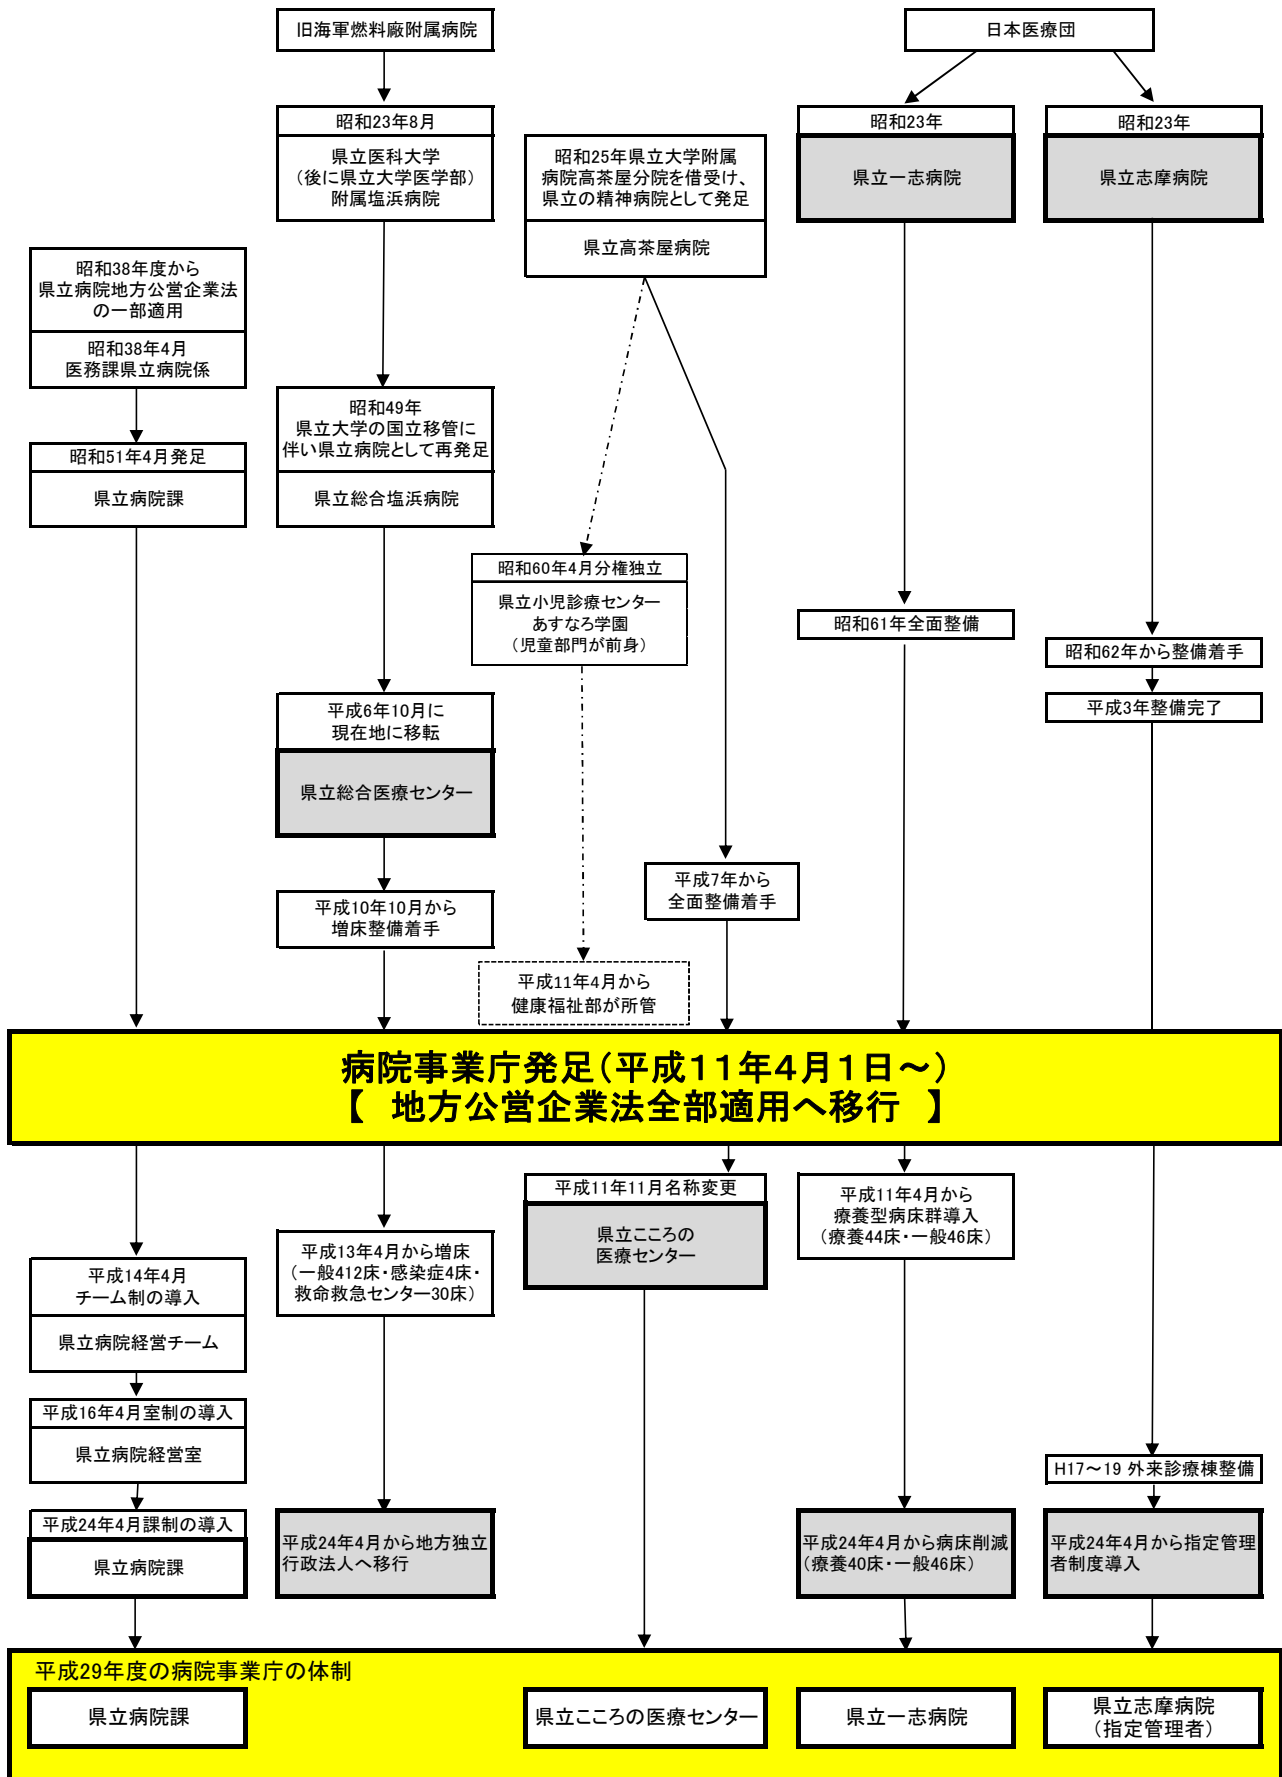 旧海軍燃料廠附属病院
日本医療団
昭和23年8月
県立医科大学
（後に県立大学医学部）
附属塩浜病院
昭和25年県立大学附属
病院高茶屋分院を借受け、
県立の精神病院として発足
県立高茶屋病院
昭和23年
県立一志病院
昭和23年
県立志摩病院
昭和38年度から
県立病院地方公営企業法
の一部適用
昭和38年4月
医務課県立病院係
昭和49年
県立大学の国立移管に
伴い県立病院として再発足
県立総合塩浜病院
昭和51年4月発足
県立病院課
昭和60年4月分権独立
県立小児診療センター
あすなろ学園
（児童部門が前身）
昭和61年全面整備
昭和62年から整備着手
平成3年整備完了
平成6年10月に
現在地に移転
県立総合医療センター
平成7年から
全面整備着手
平成10年10月から
増床整備着手
平成11年4月から
健康福祉部が所管
病院事業庁発足（平成１１年４月１日～）
【　地方公営企業法全部適用へ移行　】
平成11年11月名称変更
県立こころの
医療センター
平成11年4月から
療養型病床群導入
（療養44床・一般46床）
平成13年4月から増床
（一般412床・感染症4床・
救命救急センター30床）
平成14年4月
チーム制の導入
県立病院経営チーム
平成16年4月室制の導入
県立病院経営室
H17～19 外来診療棟整備
平成24年4月課制の導入
県立病院課
平成24年4月から地方独立
行政法人へ移行
平成24年4月から病床削減
（療養40床・一般46床）
平成24年4月から指定管理
者制度導入
平成29年度の病院事業庁の体制
県立病院課
県立こころの医療センター
県立一志病院
県立志摩病院
（指定管理者）